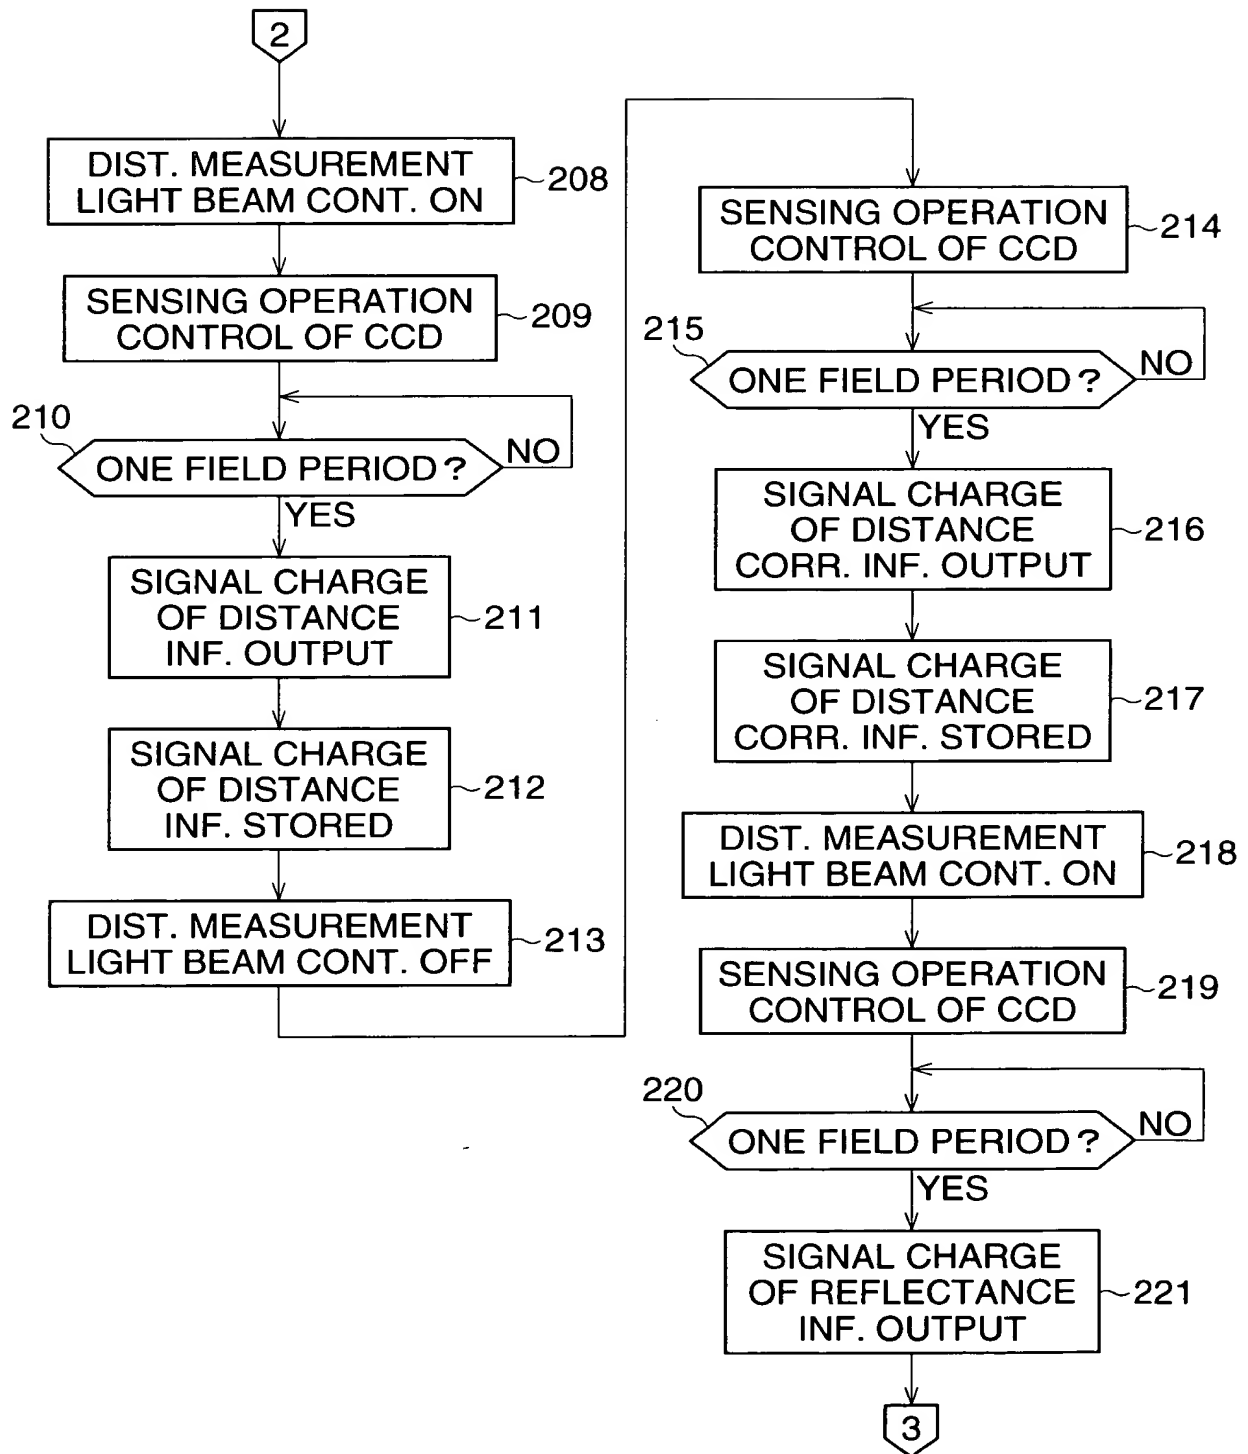 2
DIST. MEASUREMENT
LIGHT BEAM CONT. ON
208
SENSING OPERATION
CONTROL OF CCD
209
210
ONE FIELD PERIOD?
NO
YES
SIGNAL CHARGE
OF DISTANCE
INF. OUTPUT
211
SIGNAL CHARGE
OF DISTANCE
INF. STORED
212
DIST. MEASUREMENT
LIGHT BEAM CONT. OFF
213
SENSING OPERATION
CONTROL OF CCD
214
215
ONE FIELD PERIOD?
NO
YES
SIGNAL CHARGE
OF DISTANCE
CORR. INF. OUTPUT
216
SIGNAL CHARGE
OF DISTANCE
CORR. INF. STORED
217
DIST. MEASUREMENT
LIGHT BEAM CONT. ON
218
SENSING OPERATION
CONTROL OF CCD
219
220
ONE FIELD PERIOD?
NO
YES
SIGNAL CHARGE
OF REFLECTANCE
INF. OUTPUT
221
3